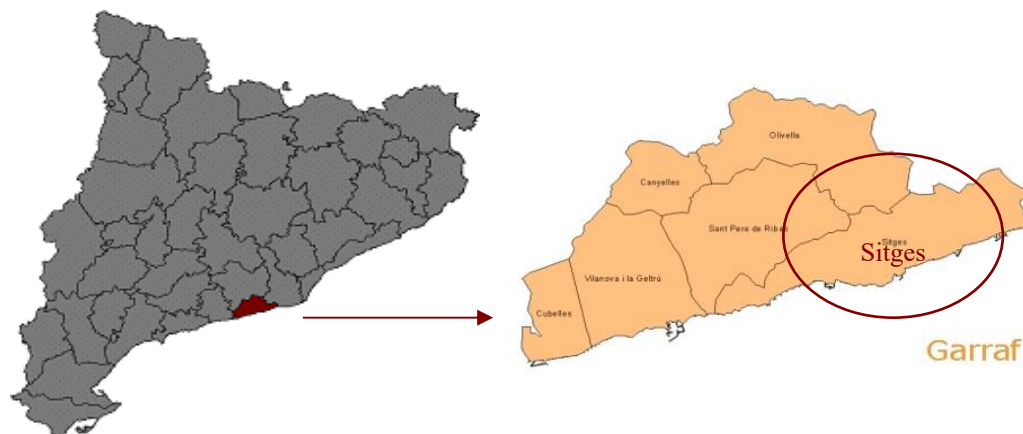 Olivella
Canyelles
Sant Pere de Ribes
Sitges
Sitges
Vilanova i la Geltrú
Cubelles
Garraf